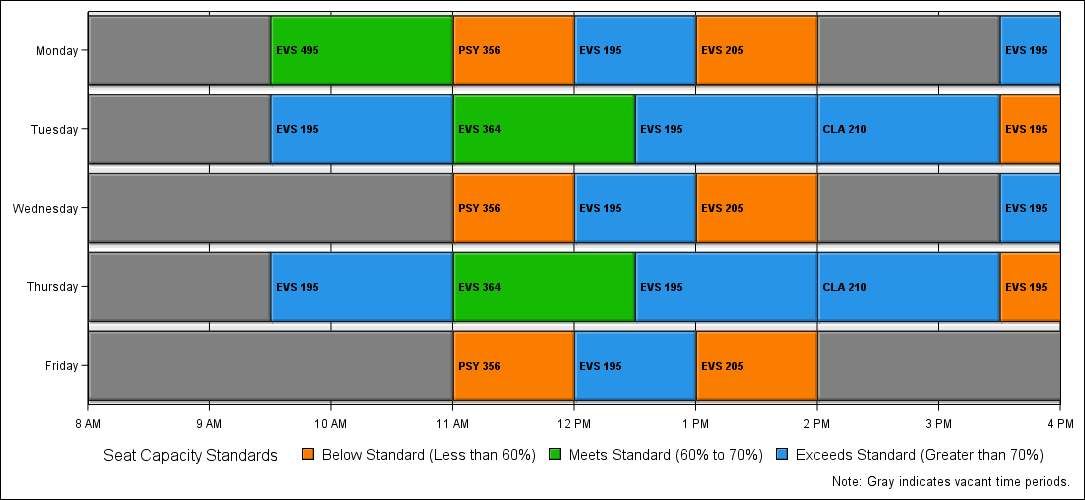 Monday EVS 495 PSY 356 EVS 195 EVS 205 EVS 195
Tuesday EVS 195 EVS 364 EVS 195 CLA 210 EVS 195
Wednesday PSY 356 EVS 195 EVS 205 EVS 195
Thursday EVS 195 EVS 364 EVS 195 CLA 210 EVS 195
Friday PSY 356 EVS 195 EVS 205
8 AM 9 AM 10 AM 11 AM 12 PM 1 PM 2 PM 3 PM 4 PM
Seat Capacity Standards Below Standard (Less than 60%) Meets Standard (60% to 70%) Exceeds Standard (Greater than 70%)
Note: Gray indicates vacant time periods.